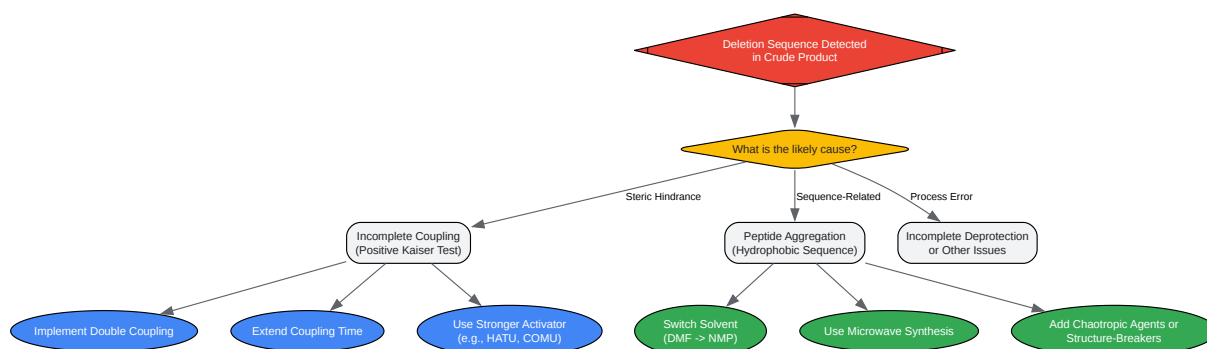 Deletion Sequence Detected
in Crude Product
What is the likely cause?
Steric Hindrance
Sequence-Related
Process Error
Incomplete Coupling
(Positive Kaiser Test)
Peptide Aggregation
(Hydrophobic Sequence)
Incomplete Deprotection
or Other Issues
Implement Double Coupling
Extend Coupling Time
Use Stronger Activator
(e.g., HATU, COMU)
Switch Solvent
(DMF -> NMP)
Use Microwave Synthesis
Add Chaotropic Agents or
Structure-Breakers